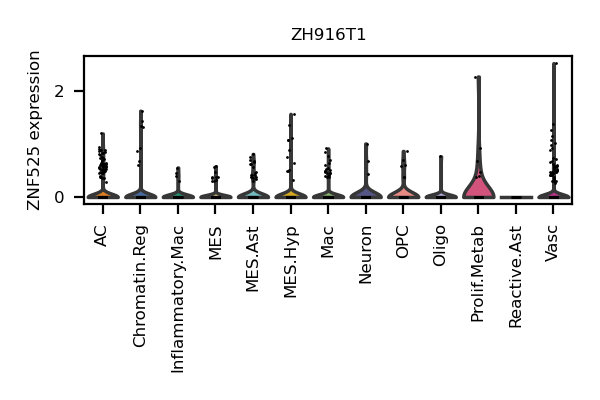 ZH916T1
ZNF525 expression
2
0
AC
Chromatin.Reg
Inflammatory.Mac
MES
MES.Ast
MES.Hyp
Mac
Neuron
OPC
Oligo
Prolif.Metab
Reactive.Ast
Vasc